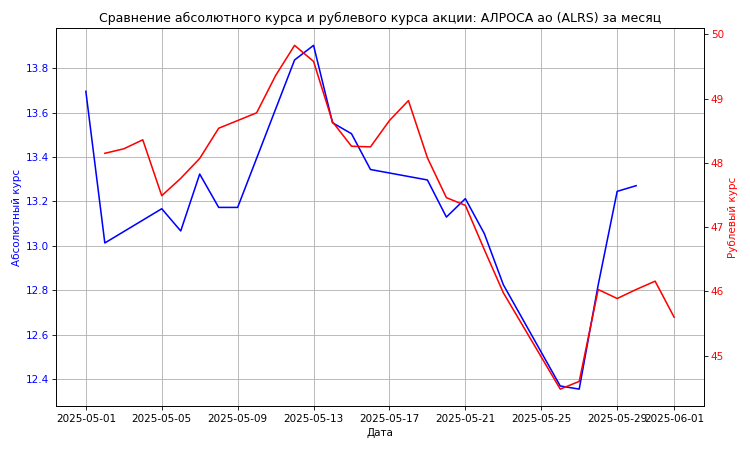 Сравнение абсолютного курса и рублевого курса акции: АЛРОСА ао (ALRS) за месяц
50
13.8
49
13.6
13.4
48
13.2
Абсолютный курс
Рублевый курс
47
13.0
46
12.8
12.6
45
12.4
2025-05-01 2025-05-05 2025-05-09 2025-05-13 2025-05-17 2025-05-21 2025-05-25 2025-05-29 2025-06-01
Дата